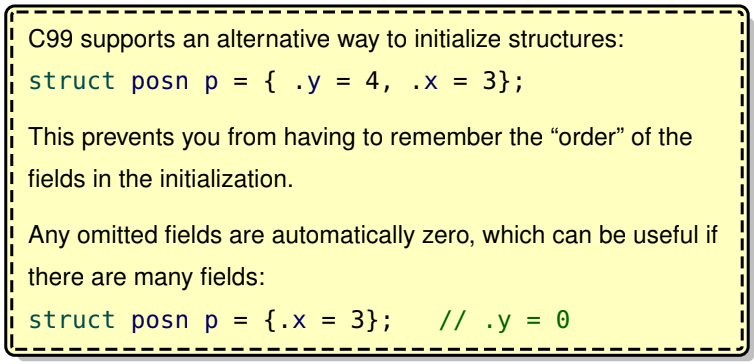 C99 supports an alternative way to initialize structures:
struct posn p = { .y = 4, .x = 3};
This prevents you from having to remember the “order” of the
fields in the initialization.
Any omitted fields are automatically zero, which can be useful if
there are many fields:
struct posn p = {.x = 3};   // .y = 0